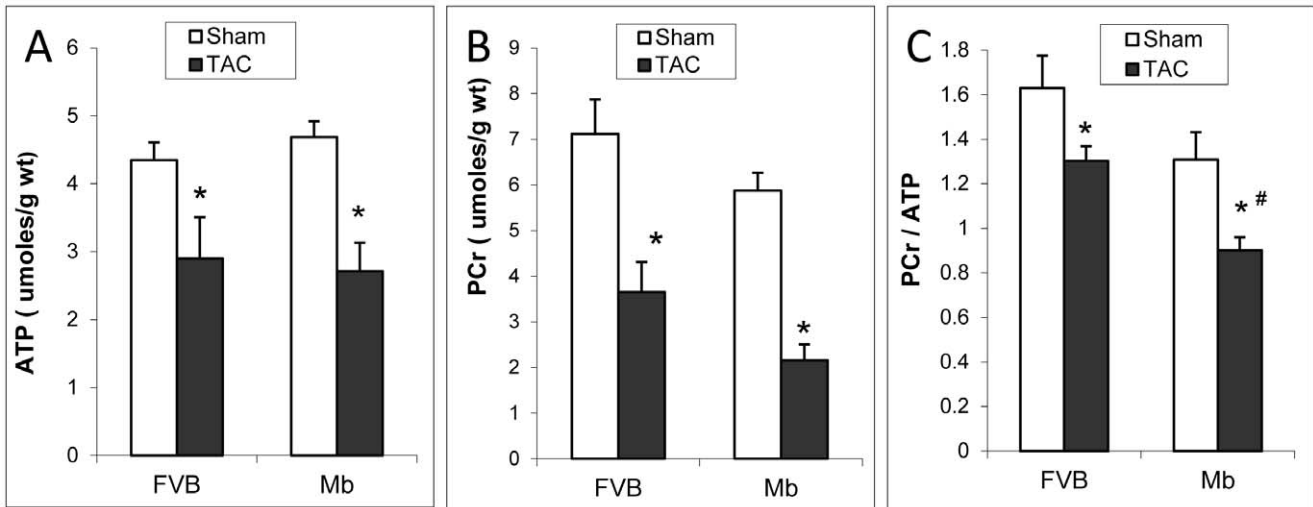 A
Sham
TAC
ATP ( umoles/g wt)
6
5
4
3
2
1
0
*
*
FVB Mb
B
Sham
TAC
PCr ( umoles/g wt)
9
8
7
6
5
4
3
2
1
0
*
*
FVB Mb
C
Sham
TAC
PCr / ATP
1.8
1.6
1.4
1.2
1
0.8
0.6
0.4
0.2
0
*
* #
FVB Mb